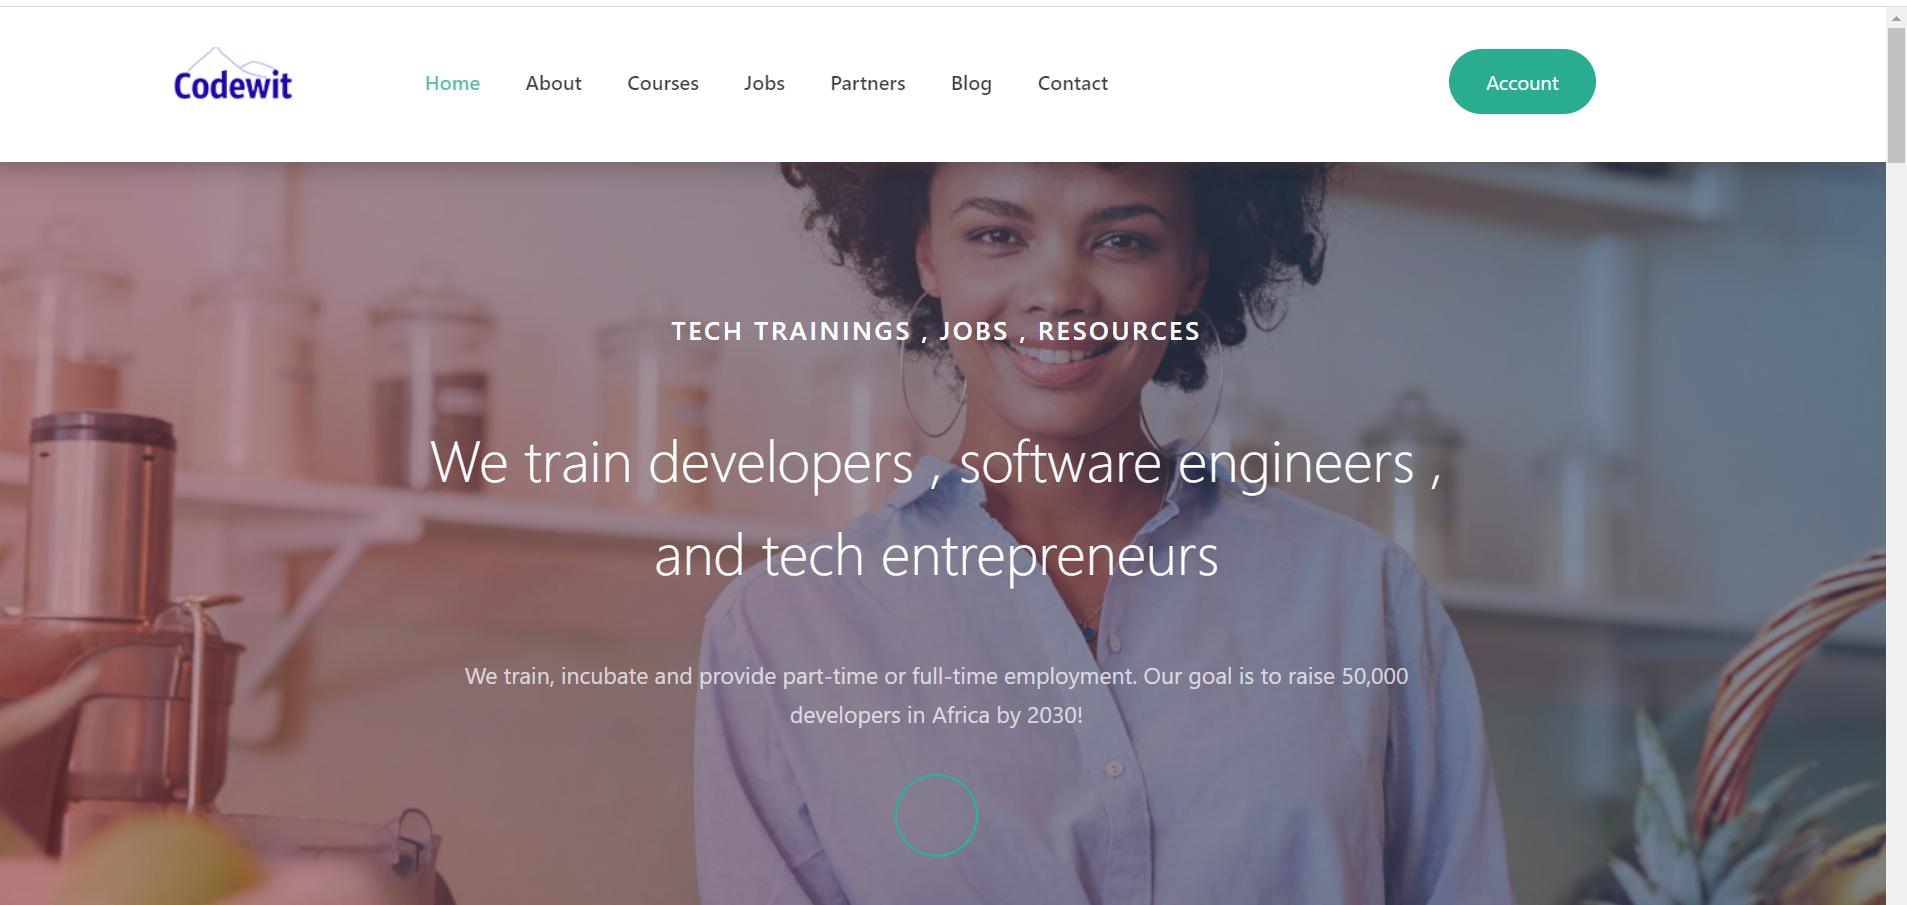 Codewit
Home About Courses Jobs Partners Blog Contact Account
TECH TRAININGS , JOBS , RESOURCES
We train developers , software engineers ,
and tech entrepreneurs
We train, incubate and provide part-time or full-time employment. Our goal is to raise 50,000
developers in Africa by 2030!